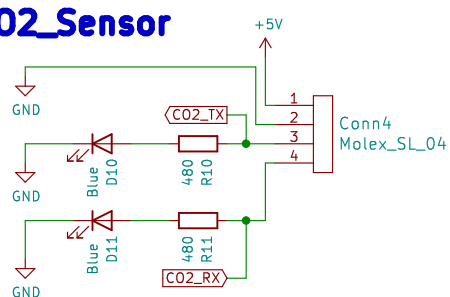 O2_Sensor
+5V
GND
CO2_TX
1
2
3
4
Conn4
Molex_SL_04
GND
Blue
D10
480
R10
GND
Blue
D11
480
R11
CO2_RX